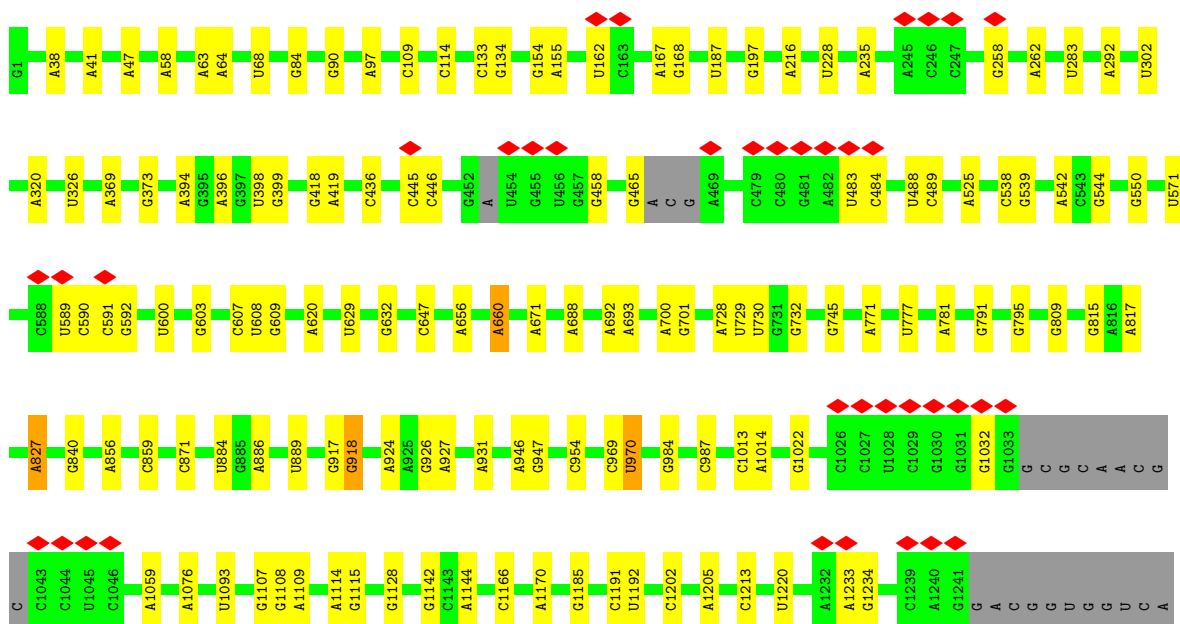 G1 A38 A41 A47 A58 A63 A64 U68 G84 G90 A97 C109 C114 C133 G134 G154 A155 U162 C163 A167 G168 U187 G197 A216 U228 A235 A245 C246 C247 G258 A262 U283 A292 U302
A320 U326 A369 G373 A394 G395 A396 G397 U398 G399 G418 A419 C436 C445 C446 G452 A U454 G455 U456 G457 G458 G465 A C G A469 C479 C480 G481 A482 U483 C484 U488 C489 A525 C538 G539 A542 C543 G544 G550 U571
C588 U589 C590 C591 G592 U600 G603 C607 U608 G609 A620 U629 G632 C647 A656 A660 A671 A688 A692 A693 A700 G701 A728 U729 U730 G731 G732 G745 A771 U777 A781 G791 G795 G809 G815 A816 A817
A827 G840 A856 C859 C871 U884 G885 A886 U889 G917 G918 A924 A925 G926 A927 A931 A946 G947 C954 C969 U970 G984 C987 C1013 A1014 G1022 C1026 C1027 U1028 C1029 G1030 G1031 G1032 G1033 G C G C A A C G
C C1043 C1044 U1045 C1046 A1059 A1076 U1093 G1107 G1108 A1109 A1114 G1115 G1128 G1142 C1143 A1144 C1166 A1170 G1185 C1191 U1192 C1202 A1205 C1213 U1220 A1232 A1233 G1234 C1239 A1240 G1241 G A C G G U G G U C A